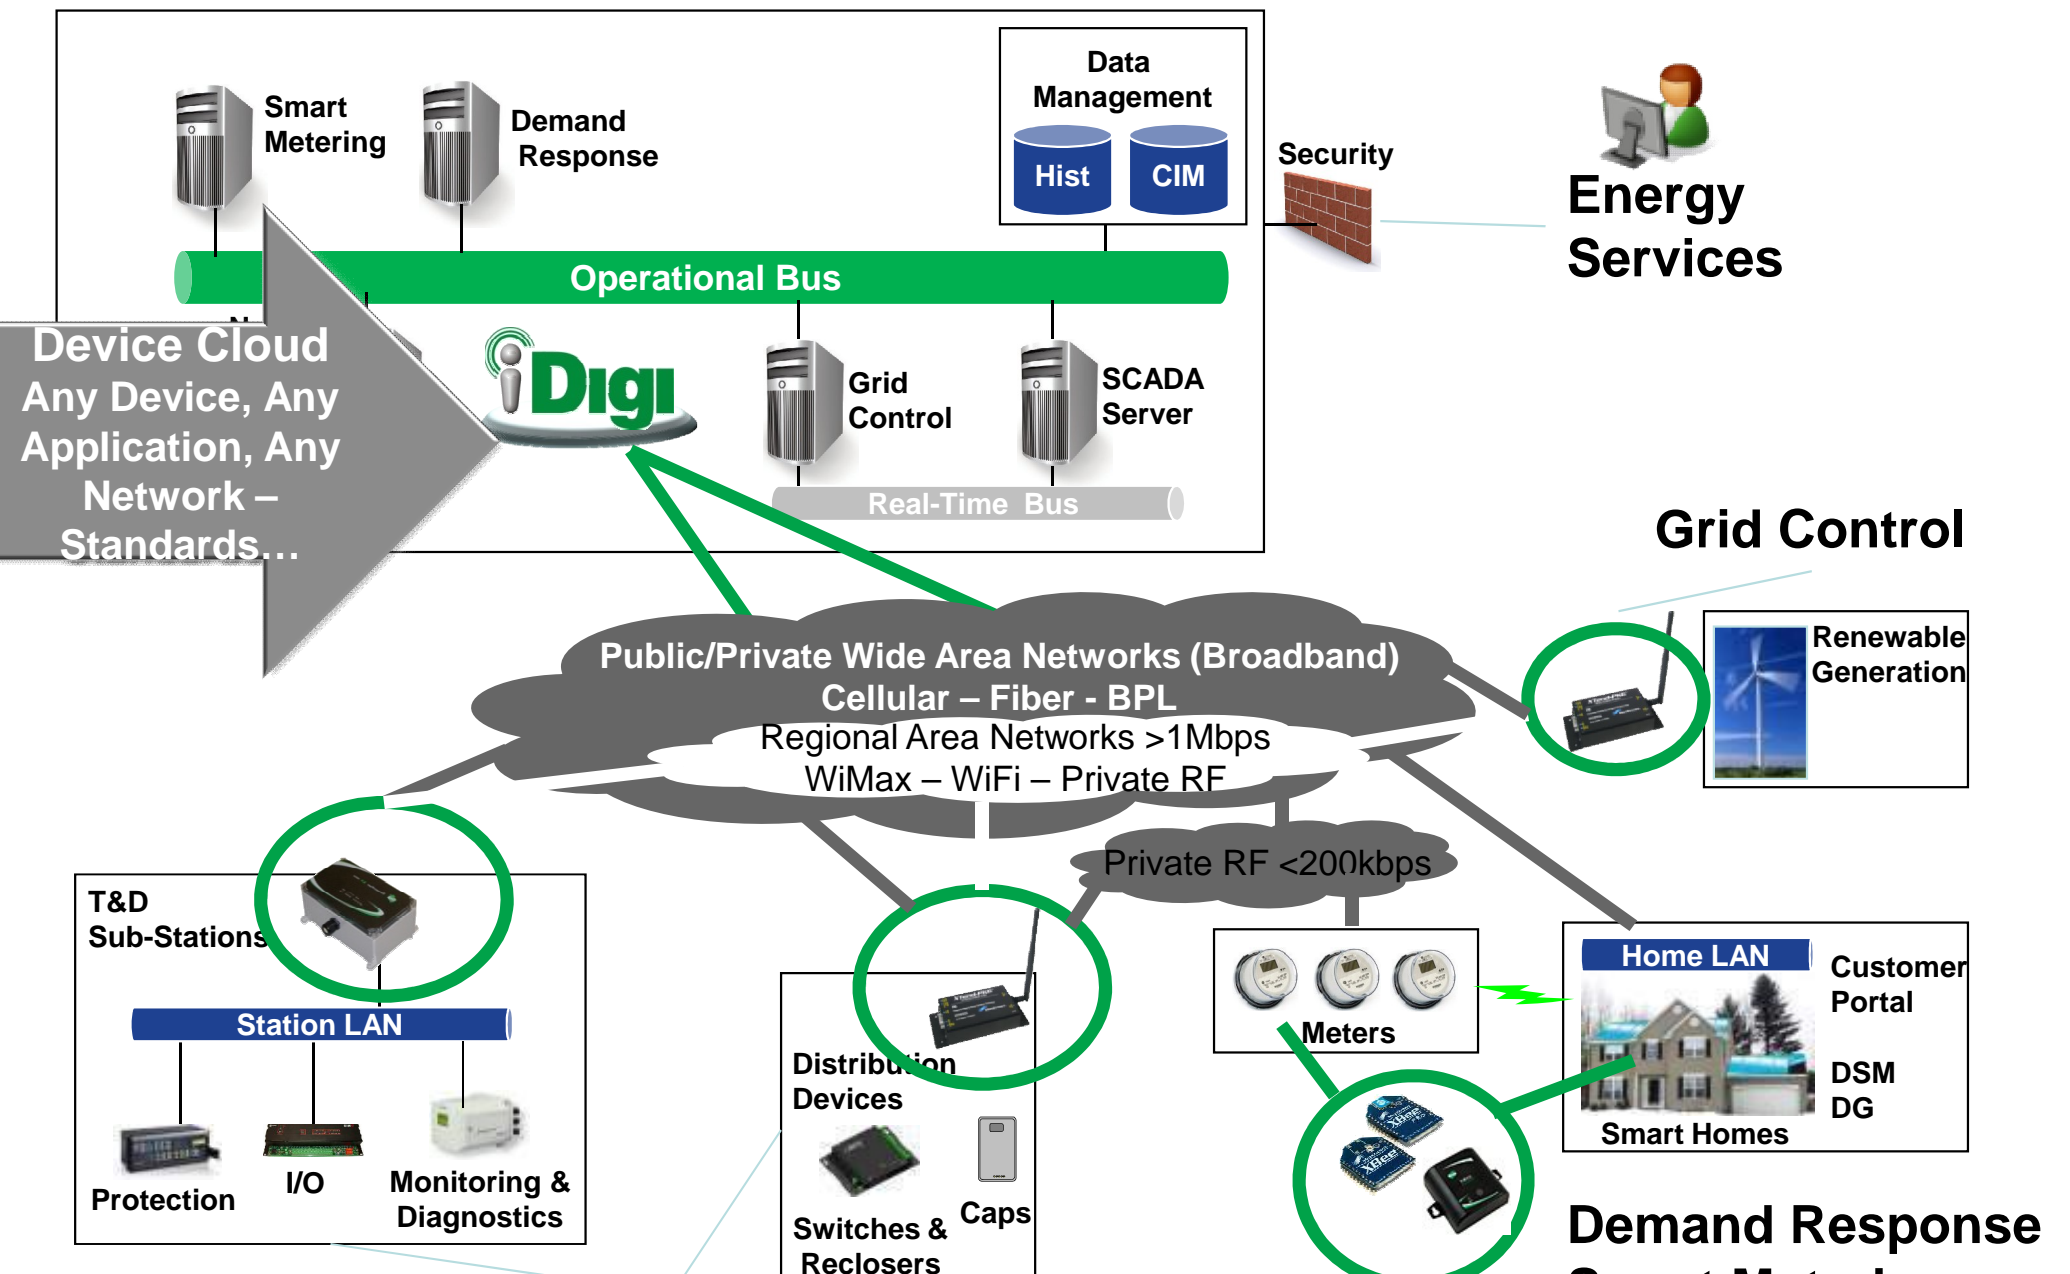 Data
Management
Hist
CIM
Smart
Metering
Demand
Response
Security
Energy
Services
Operational Bus
Device Cloud
Any Device, Any
Application, Any
Network –
Standards...
iDigi
Grid
Control
SCADA
Server
Real-Time Bus
Grid Control
Renewable
Generation
Public/Private Wide Area Networks (Broadband)
Cellular – Fiber - BPL
Regional Area Networks >1Mbps
WiMax – WiFi – Private RF
Private RF <200kbps
T&D
Sub-Stations
Station LAN
Protection
I/O
Monitoring &
Diagnostics
Distribution
Devices
Switches &
Reclosers
Caps
Meters
Home LAN
Customer
Portal
DSM
DG
Smart Homes
XBee
XBee
Demand Response